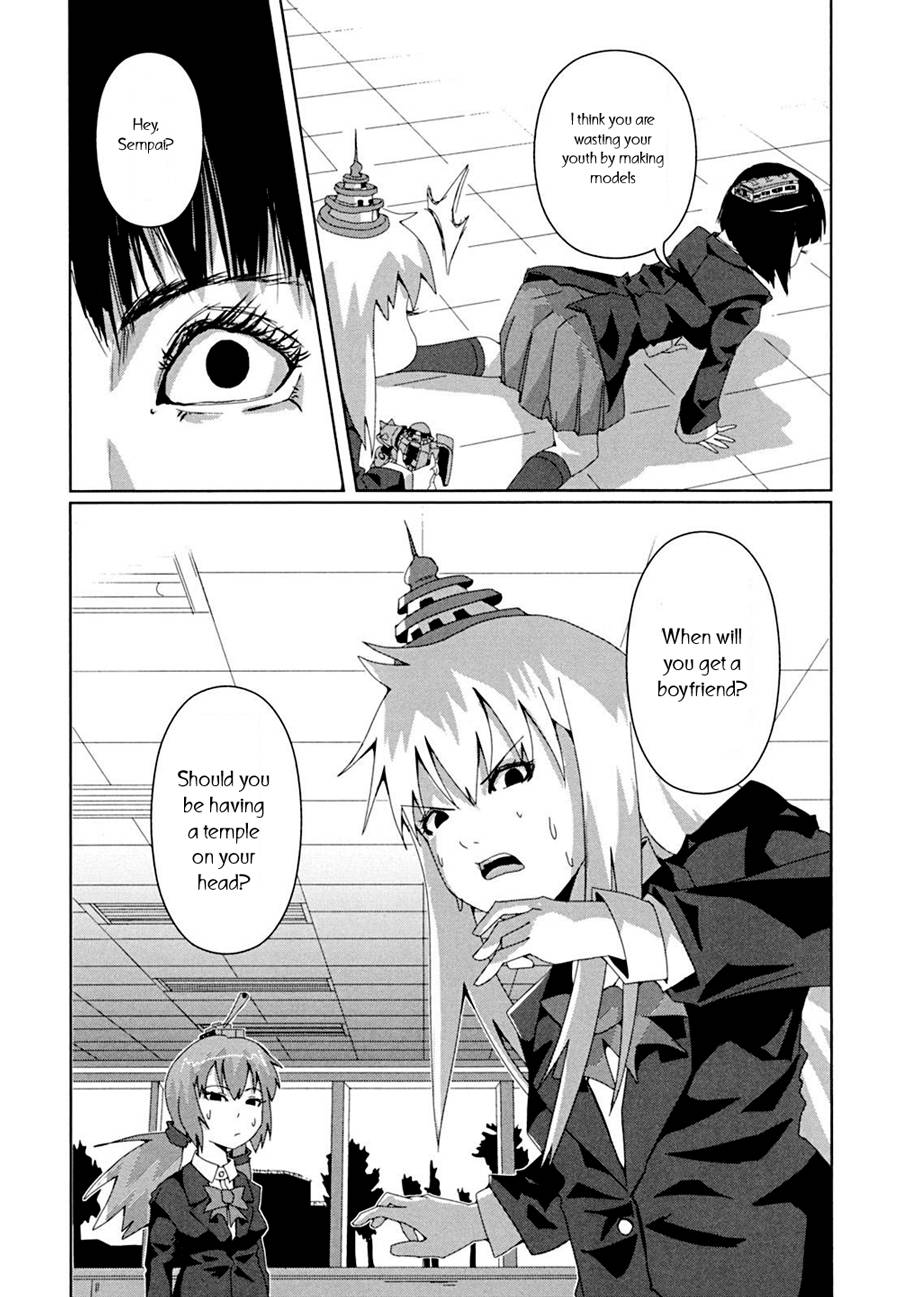 I think you are
wasting your
youth by making
models
Hey,
Sempai?
When will
you get a
boyfriend?
Should you
be having
a temple
on your
head?